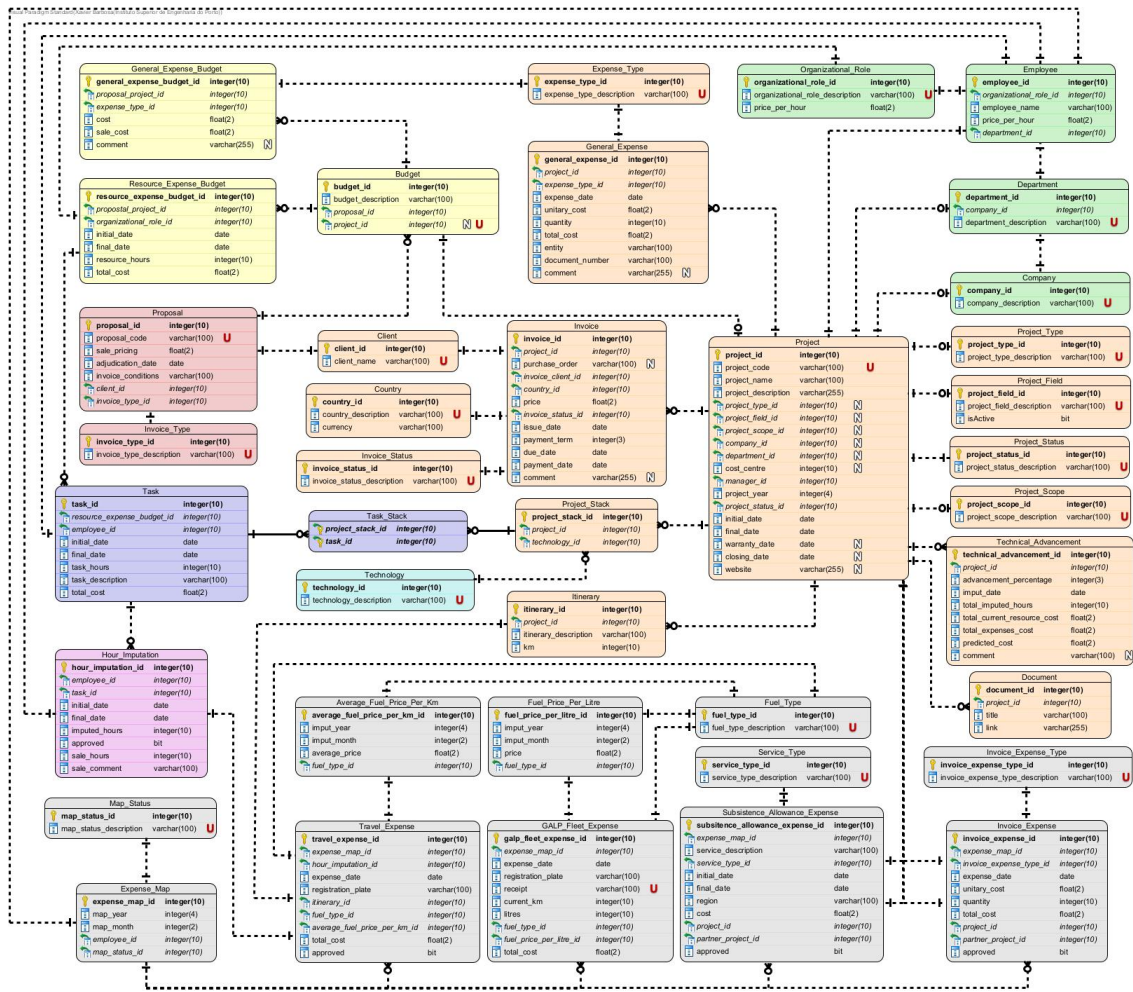 Visual Paradigm Standard(Xavier Barbosa(Instituto Superior de Engenharia do Porto))
General_Expense_Budget
general_expense_budget_id integer(10)
proposal_project_id integer(10)
expense_type_id integer(10)
cost float(2)
sale_cost float(2)
comment varchar(255) N
Expense_Type
expense_type_id integer(10)
expense_type_description varchar(100) U
Organizational_Role
organizational_role_id integer(10)
organizational_role_description varchar(100) U
price_per_hour float(2)
Employee
employee_id integer(10)
organizational_role_id integer(10)
employee_name varchar(100)
price_per_hour float(2)
department_id integer(10)
Resource_Expense_Budget
resource_expense_budget_id integer(10)
propostal_project_id integer(10)
organizational_role_id integer(10)
initial_date date
final_date date
resource_hours integer(10)
total_cost float(2)
Budget
budget_id integer(10)
budget_description varchar(100)
proposal_id integer(10)
project_id integer(10) N U
General_Expense
general_expense_id integer(10)
project_id integer(10)
expense_type_id integer(10)
expense_date date
unitary_cost float(2)
quantity integer(10)
total_cost float(2)
entity varchar(100)
document_number varchar(100)
comment varchar(255) N
Department
department_id integer(10)
company_id integer(10)
department_description varchar(100) U
Company
company_id integer(10)
company_description varchar(100) U
Proposal
proposal_id integer(10)
proposal_code varchar(100) U
sale_pricing float(2)
adjudication_date date
invoice_conditions varchar(100)
client_id integer(10)
invoice_type_id integer(10)
Client
client_id integer(10)
client_name varchar(100) U
Country
country_id integer(10)
country_description varchar(100) U
currency varchar(100)
Invoice_Status
invoice_status_id integer(10)
invoice_status_description varchar(100) U
Invoice
invoice_id integer(10)
project_id integer(10)
purchase_order varchar(100) N
invoice_client_id integer(10)
country_id integer(10)
price float(2)
invoice_status_id integer(10)
issue_date date
payment_term integer(3)
due_date date
payment_date date
comment varchar(255) N
Project
project_id integer(10)
project_code varchar(100) U
project_name varchar(100)
project_description varchar(255)
project_type_id integer(10) N
project_field_id integer(10) N
project_scope_id integer(10) N
company_id integer(10) N
department_id integer(10) N
cost_centre integer(10) N
manager_id integer(10)
project_year integer(4)
project_status_id integer(10)
initial_date date
final_date date
warranty_date date N
closing_date date N
website varchar(255) N
Project_Type
project_type_id integer(10)
project_type_description varchar(100) U
Project_Field
project_field_id integer(10)
project_field_description varchar(100) U
isActive bit
Project_Status
project_status_id integer(10)
project_status_description varchar(100) U
Project_Scope
project_scope_id integer(10)
project_scope_description varchar(100) U
Invoice_Type
invoice_type_id integer(10)
invoice_type_description varchar(100) U
Task
task_id integer(10)
resource_expense_budget_id integer(10)
employee_id integer(10)
initial_date date
final_date date
task_hours integer(10)
task_description varchar(100)
total_cost float(2)
Task_Stack
project_stack_id integer(10)
task_id integer(10)
Project_Stack
project_stack_id integer(10)
project_id integer(10)
technology_id integer(10)
Technology
technology_id integer(10)
technology_description varchar(100) U
Itinerary
itinerary_id integer(10)
project_id integer(10)
itinerary_description varchar(100)
km integer(10)
Technical_Advancement
technical_advancement_id integer(10)
project_id integer(10)
advancement_percentage integer(3)
imput_date date
total_imputed_hours integer(10)
total_current_resource_cost float(2)
total_expenses_cost float(2)
predicted_cost float(2)
comment varchar(100) N
Document
document_id integer(10)
project_id integer(10)
title varchar(100)
link varchar(255)
Hour_Imputation
hour_imputation_id integer(10)
employee_id integer(10)
task_id integer(10)
initial_date date
final_date date
imputed_hours integer(10)
approved bit
sale_hours integer(10)
sale_comment varchar(100)
Average_Fuel_Price_Per_Km
average_fuel_price_per_km_id integer(10)
imput_year integer(4)
imput_month integer(2)
average_price float(2)
fuel_type_id integer(10)
Fuel_Price_Per_Litre
fuel_price_per_litre_id integer(10)
imput_year integer(4)
imput_month integer(2)
price float(2)
fuel_type_id integer(10)
Fuel_Type
fuel_type_id integer(10)
fuel_type_description varchar(100) U
Service_Type
service_type_id integer(10)
service_type_description varchar(100) U
Invoice_Expense_Type
invoice_expense_type_id integer(10)
invoice_expense_type_description varchar(100) U
Map_Status
map_status_id integer(10)
map_status_description varchar(100) U
Expense_Map
expense_map_id integer(10)
map_year integer(4)
map_month integer(2)
employee_id integer(10)
map_status_id integer(10)
Travel_Expense
travel_expense_id integer(10)
expense_map_id integer(10)
hour_imputation_id integer(10)
expense_date date
registration_plate varchar(100)
itinerary_id integer(10)
fuel_type_id integer(10)
average_fuel_price_per_km_id integer(10)
total_cost float(2)
approved bit
GALP_Fleet_Expense
galp_fleet_expense_id integer(10)
expense_map_id integer(10)
expense_date date
registration_plate varchar(100)
receipt varchar(100) U
current_km integer(10)
litres integer(10)
fuel_type_id integer(10)
fuel_price_per_litre_id integer(10)
total_cost float(2)
Subsistence_Allowance_Expense
subsitence_allowance_expense_id integer(10)
expense_map_id integer(10)
service_description varchar(100)
service_type_id integer(10)
initial_date date
final_date date
region varchar(100)
cost float(2)
project_id integer(10)
partner_project_id integer(10)
approved bit
Invoice_Expense
invoice_expense_id integer(10)
expense_map_id integer(10)
invoice_expense_type_id integer(10)
expense_date date
unitary_cost float(2)
quantity integer(10)
total_cost float(2)
project_id integer(10)
partner_project_id integer(10)
approved bit